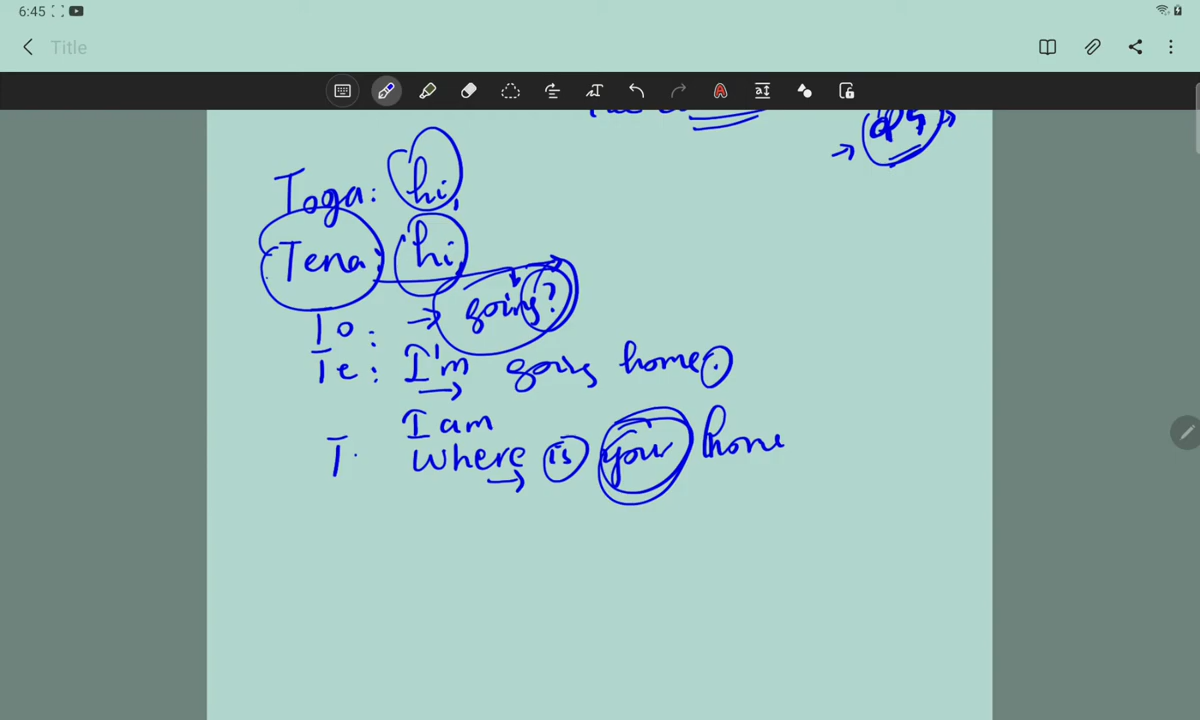 6:45
Title
Toga: hi,
Tena: hi,
To: → going?
Te: I'm going home.
I am
T. Where is your home